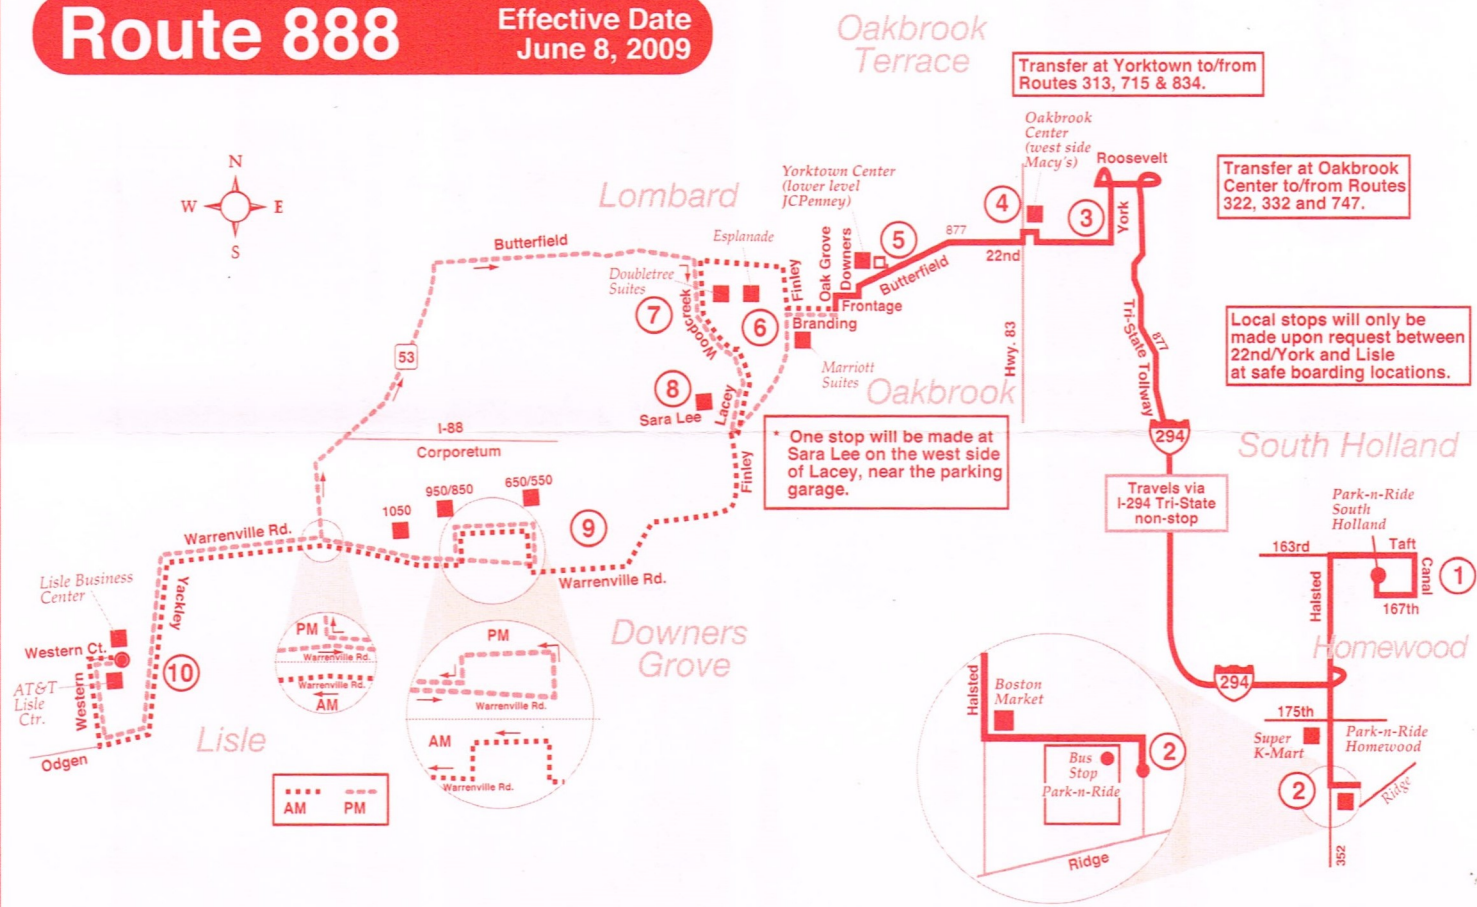 Route 888
Effective Date
June 8, 2009
Oakbrook
Terrace
Transfer at Yorktown to/from
Routes 313, 715 & 834.
Oakbrook
Center
(west side
Macy's)
Roosevelt
Transfer at Oakbrook
Center to/from Routes
322, 332 and 747.
N
W
E
S
Lombard
Yorktown Center
(lower level
JCPenney)
4
3
York
5
877
22nd
Butterfield
Esplanade
Doubletree
Suites
Butterfield
Finley
Oak Grove
Downers
Frontage
Branding
7
Woodcreek
6
Marriott
Suites
Hwy. 83
Oakbrook
Tri-State Tollway
877
Local stops will only be
made upon request between
22nd/York and Lisle
at safe boarding locations.
53
8
Sara Lee
Lacey
I-88
Corporetum
Finley
* One stop will be made at
Sara Lee on the west side
of Lacey, near the parking
garage.
294
South Holland
Travels via
I-294 Tri-State
non-stop
Park-n-Ride
South
Holland
163rd
Taft
Canal
1
167th
Halsted
Homewood
1050
950/850
650/550
9
Warrenville Rd.
Warrenville Rd.
Lisle Business
Center
Yackley
Western Ct.
10
AT&T
Lisle
Ctr.
Western
Odgen
Lisle
PM
Warrenville Rd.
Warrenville Rd.
AM
PM
Warrenville Rd.
AM
Warrenville Rd.
Downers
Grove
AM
PM
Halsted
Boston
Market
2
Bus
Stop
Park-n-Ride
Ridge
294
175th
Super
K-Mart
Park-n-Ride
Homewood
2
Ridge
352